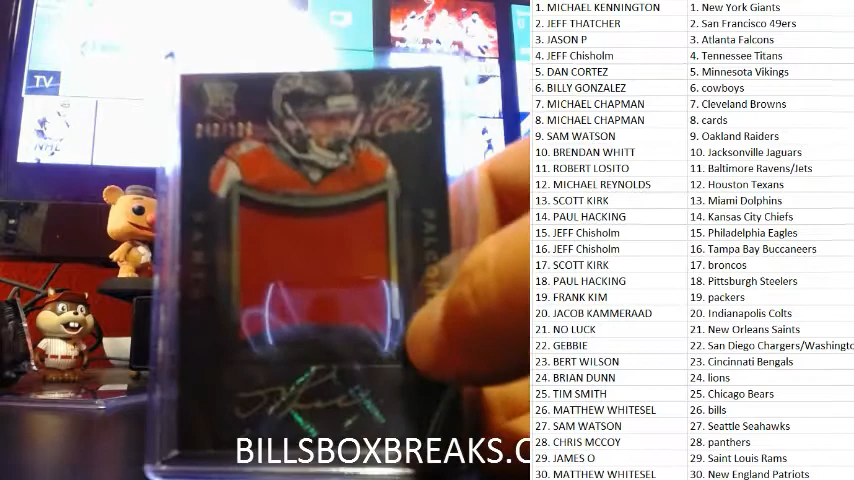 1. MICHAEL KENNINGTON 1. New York Giants
2. JEFF THATCHER 2. San Francisco 49ers
3. JASON P 3. Atlanta Falcons
4. JEFF Chisholm 4. Tennessee Titans
5. DAN CORTEZ 5. Minnesota Vikings
6. BILLY GONZALEZ 6. cowboys
7. MICHAEL CHAPMAN 7. Cleveland Browns
8. MICHAEL CHAPMAN 8. cards
9. SAM WATSON 9. Oakland Raiders
10. BRENDAN WHITT 10. Jacksonville Jaguars
11. ROBERT LOSITO 11. Baltimore Ravens/Jets
12. MICHAEL REYNOLDS 12. Houston Texans
13. SCOTT KIRK 13. Miami Dolphins
14. PAUL HACKING 14. Kansas City Chiefs
15. JEFF Chisholm 15. Philadelphia Eagles
16. JEFF Chisholm 16. Tampa Bay Buccaneers
17. SCOTT KIRK 17. broncos
18. PAUL HACKING 18. Pittsburgh Steelers
19. FRANK KIM 19. packers
20. JACOB KAMMERAAD 20. Indianapolis Colts
21. NO LUCK 21. New Orleans Saints
22. GEBBIE 22. San Diego Chargers/Washingto
23. BERT WILSON 23. Cincinnati Bengals
24. BRIAN DUNN 24. lions
25. TIM SMITH 25. Chicago Bears
26. MATTHEW WHITESEL 26. bills
27. SAM WATSON 27. Seattle Seahawks
28. CHRIS MCCOY 28. panthers
29. JAMES O 29. Saint Louis Rams
30. MATTHEW WHITESEL 30. New England Patriots
TV
NHL
FALCON
BILLSBOXBREAKS.C